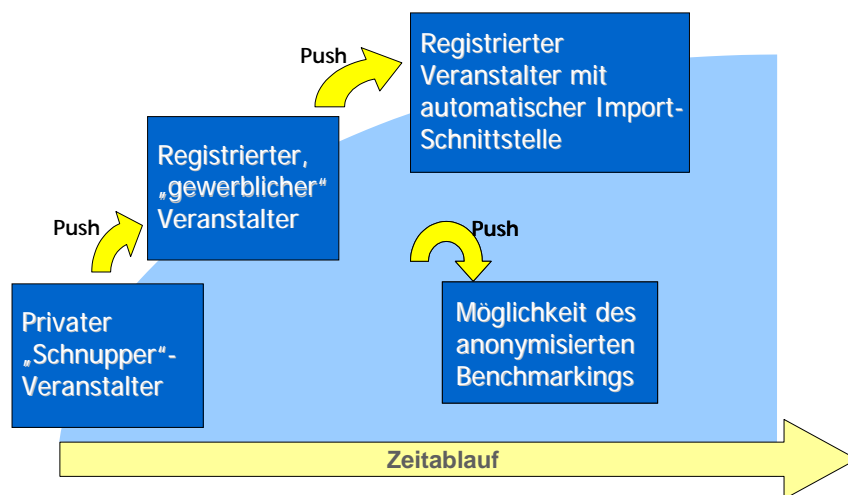 Push
Registrierter
Veranstalter mit
automatischer Import-
Schnittstelle
Registrierter,
„gewerblicher“
Veranstalter
Push
Push
Privater
„Schnupper“-
Veranstalter
Möglichkeit des
anonymisierten
Benchmarkings
Zeitablauf